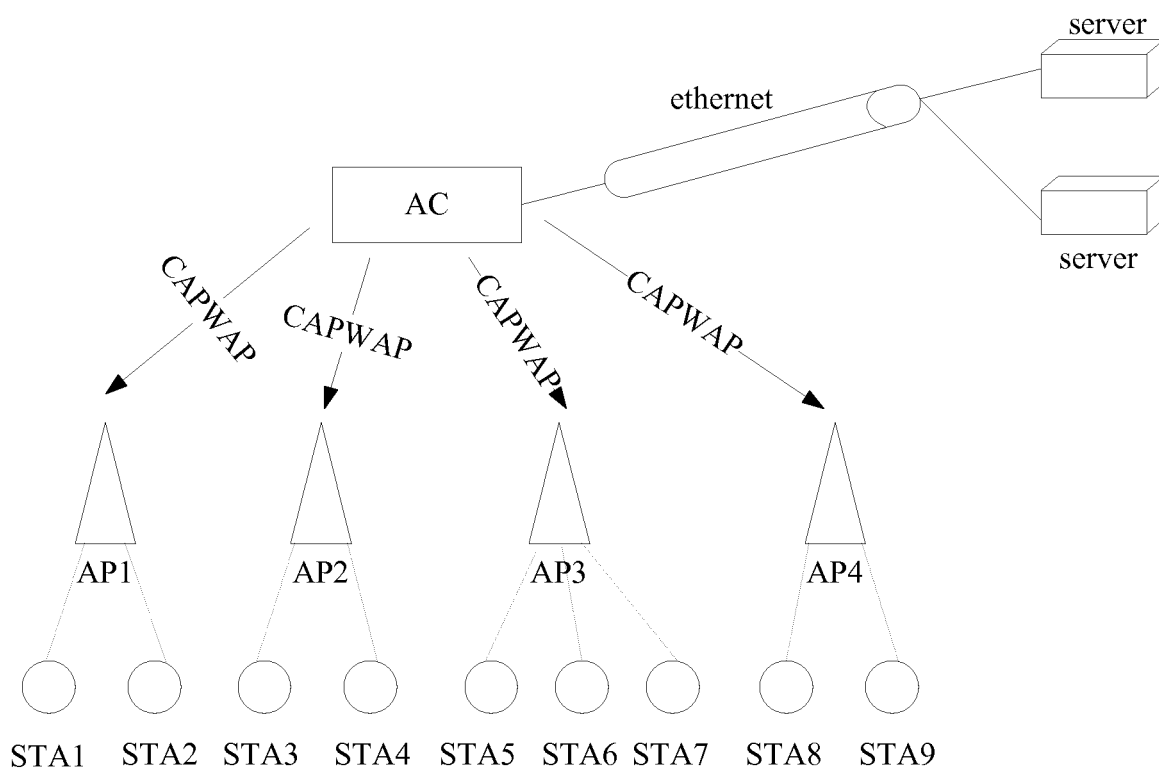 server
ethernet
AC
server
CAPWAP
CAPWAP
CAPWAP
CAPWAP
AP1
AP2
AP3
AP4
STA1
STA2
STA3
STA4
STA5
STA6
STA7
STA8
STA9